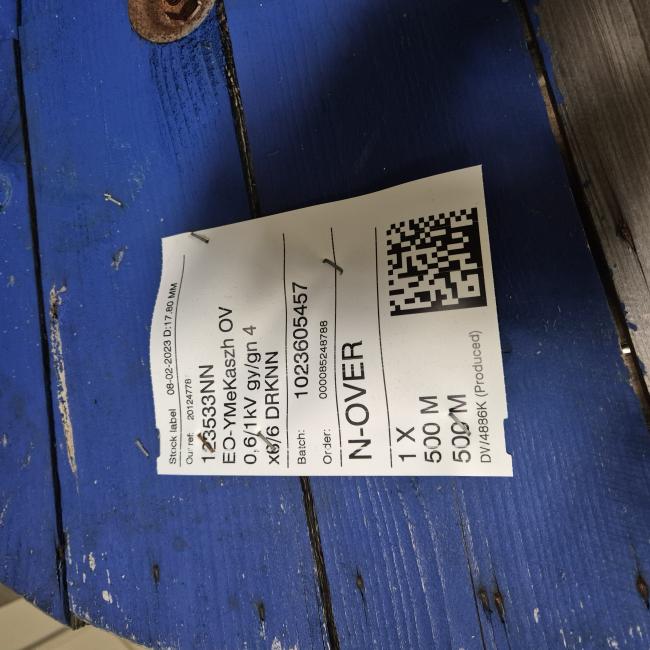 Stock label 08-02-2023 D:17.80 MM
Our ref: 20124778
123533NN
EO-YMeKaszh OV
0,6/1kV gy/gn 4
x6/6 DRKNN
Batch: 1023605457
Order: 000085248788
N-OVER
1 X
500 M
500 M
DV/4886K (Produced)